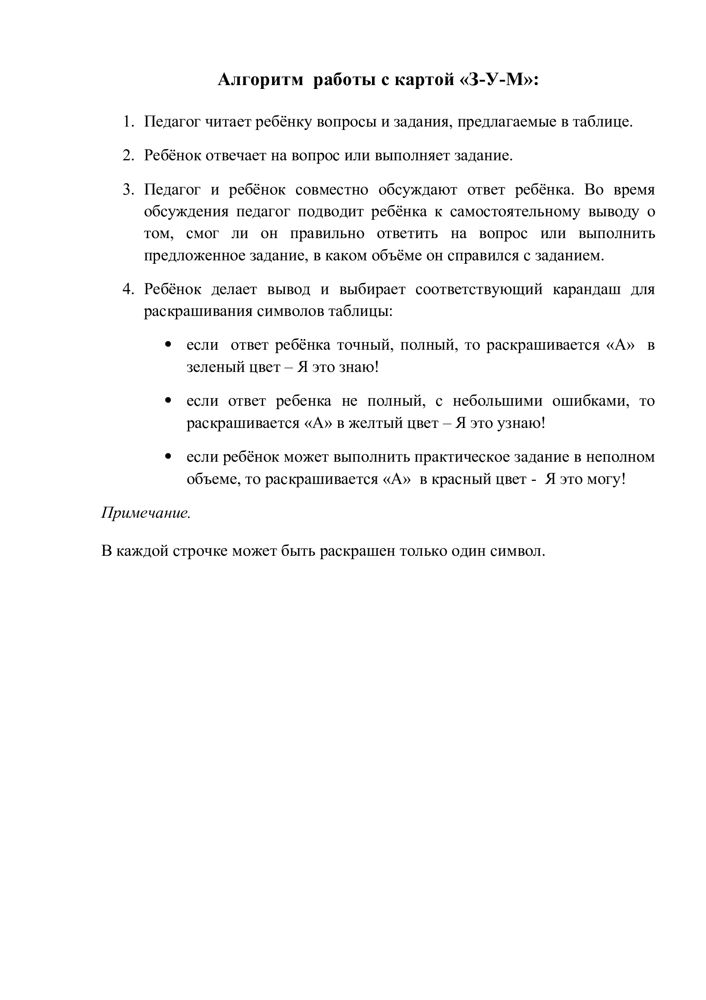 Алгоритм  работы с картой «З-У-М»:
1. Педагог читает ребёнку вопросы и задания, предлагаемые в таблице.
2. Ребёнок отвечает на вопрос или выполняет задание.
3. Педагог и ребёнок совместно обсуждают ответ ребёнка. Во время
обсуждения педагог подводит ребёнка к самостоятельному выводу о
том, смог ли он правильно ответить на вопрос или выполнить
предложенное задание, в каком объёме он справился с заданием.
4. Ребёнок делает вывод и выбирает соответствующий карандаш для
раскрашивания символов таблицы:
• если  ответ ребёнка точный, полный, то раскрашивается «А»  в
зеленый цвет – Я это знаю!
• если ответ ребенка не полный, с небольшими ошибками, то
раскрашивается «А» в желтый цвет – Я это узнаю!
• если ребёнок может выполнить практическое задание в неполном
объеме, то раскрашивается «А»  в красный цвет -  Я это могу!
Примечание.
В каждой строчке может быть раскрашен только один символ.